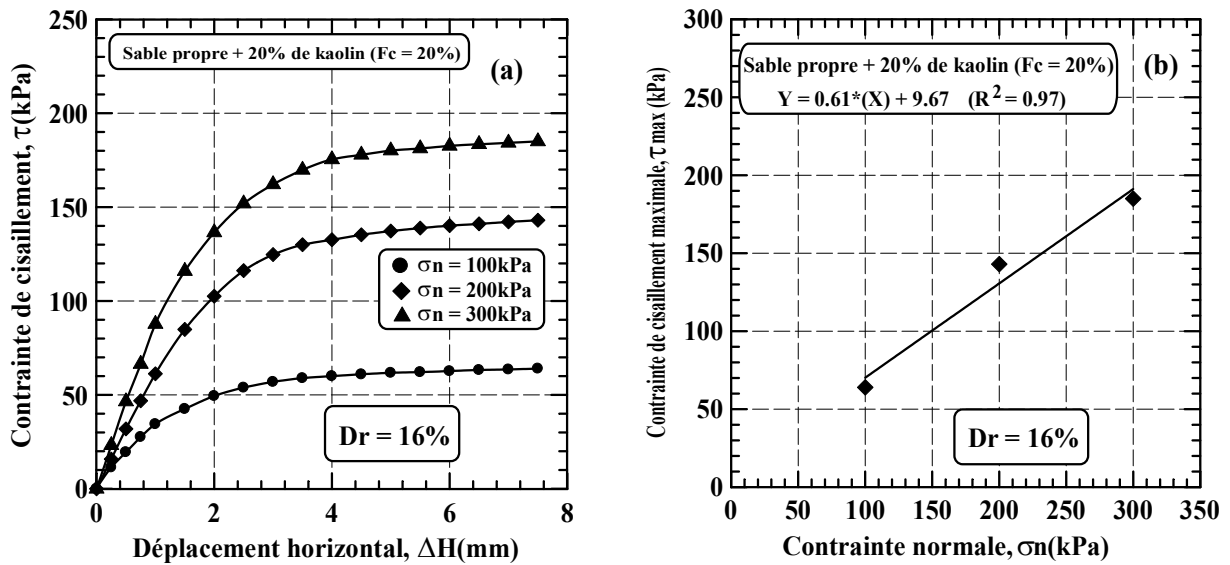 Sable propre + 20% de kaolin (Fc = 20%)
(a)
Contrainte de cisaillement, τ(kPa)
250
200
150
100
50
0
σn = 100kPa
σn = 200kPa
σn = 300kPa
Dr = 16%
0 2 4 6 8
Déplacement horizontal, ΔH(mm)
Sable propre + 20% de kaolin (Fc = 20%)
Y = 0.61*(X) + 9.67 (R² = 0.97)
(b)
Contrainte de cisaillement maximale, τ max (kPa)
300
250
200
150
100
50
0
Dr = 16%
0 50 100 150 200 250 300 350
Contrainte normale, σn(kPa)